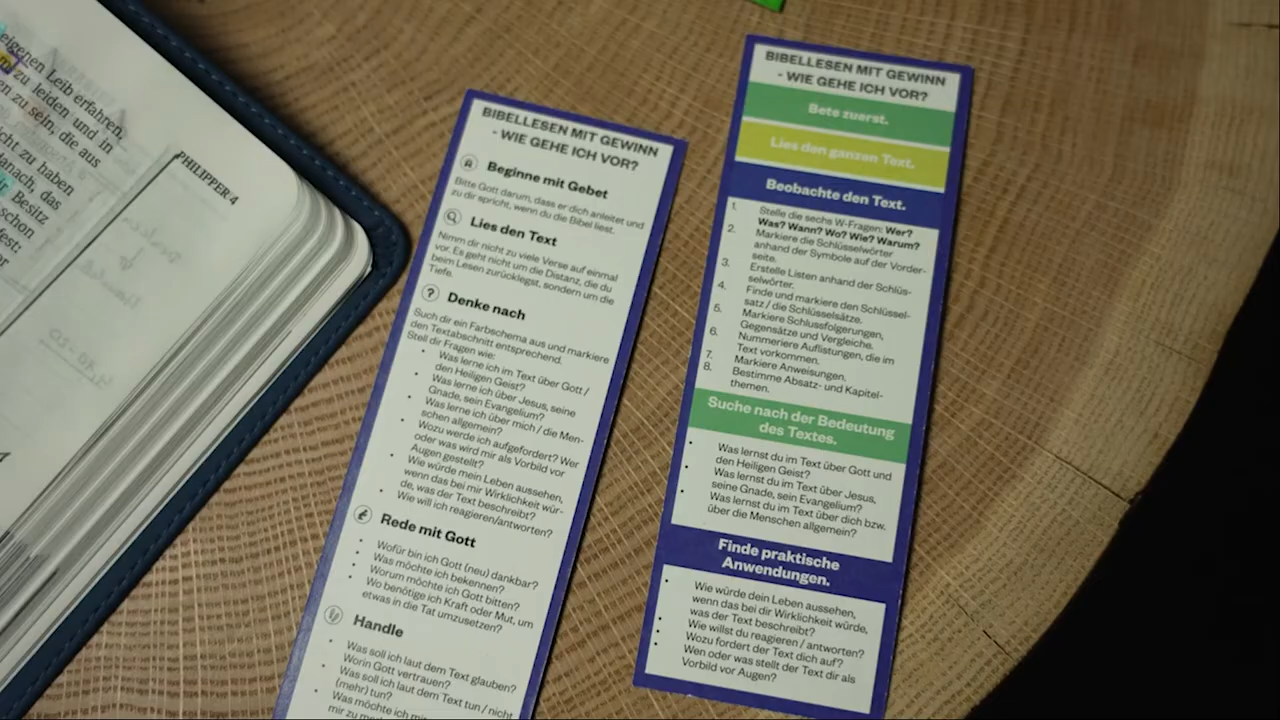 eigenen Leib erfahren,
zu leiden und in
zu sein, die aus
cht zu haben
danach, das
Besitz
schon
fest:
PHILIPPER 4
BIBELLESEN MIT GEWINN
- WIE GEHE ICH VOR?
Beginne mit Gebet
Bitte Gott darum, dass er dich anleitet und
zu dir spricht, wenn du die Bibel liest.
Lies den Text
Nimm dir nicht zu viele Verse auf einmal
vor. Es geht nicht um die Distanz, die du
beim Lesen zurücklegst, sondern um die
Tiefe.
Denke nach
Such dir ein Farbschema aus und markiere
den Textabschnitt entsprechend.
Stell dir Fragen wie:
• Was lerne ich im Text über Gott /
den Heiligen Geist?
• Was lerne ich über Jesus, seine
Gnade, sein Evangelium?
• Was lerne ich über mich / die Men-
schen allgemein?
• Wozu werde ich aufgefordert? Wer
oder was wird mir als Vorbild vor
Augen gestellt?
• Wie würde mein Leben aussehen,
wenn das bei mir Wirklichkeit wür-
de, was der Text beschreibt?
• Wie will ich reagieren/antworten?
Rede mit Gott
• Wofür bin ich Gott (neu) dankbar?
• Was möchte ich bekennen?
• Worum möchte ich Gott bitten?
• Wo benötige ich Kraft oder Mut, um
etwas in die Tat umzusetzen?
Handle
• Was soll ich laut dem Text glauben?
• Worin Gott vertrauen?
• Was soll ich laut dem Text tun / nicht
(mehr) tun?
• Was möchte ich
mir zu
BIBELLESEN MIT GEWINN
- WIE GEHE ICH VOR?
Bete zuerst.
Lies den ganzen Text.
Beobachte den Text.
1. Stelle die sechs W-Fragen: Wer?
Was? Wann? Wo? Wie? Warum?
2. Markiere die Schlüsselwörter
anhand der Symbole auf der Vorder-
seite.
3. Erstelle Listen anhand der Schlüs-
selwörter.
4. Finde und markiere den Schlüssel-
satz / die Schlüsselsätze.
5. Markiere Schlussfolgerungen,
Gegensätze und Vergleiche.
6. Nummeriere Auflistungen, die im
Text vorkommen.
7. Markiere Anweisungen.
8. Bestimme Absatz- und Kapitel-
themen.
Suche nach der Bedeutung
des Textes.
• Was lernst du im Text über Gott und
den Heiligen Geist?
• Was lernst du im Text über Jesus,
seine Gnade, sein Evangelium?
• Was lernst du im Text über dich bzw.
über die Menschen allgemein?
Finde praktische
Anwendungen.
• Wie würde dein Leben aussehen,
wenn das bei dir Wirklichkeit würde,
was der Text beschreibt?
• Wie willst du reagieren / antworten?
• Wozu fordert der Text dich auf?
• Wen oder was stellt der Text dir als
Vorbild vor Augen?